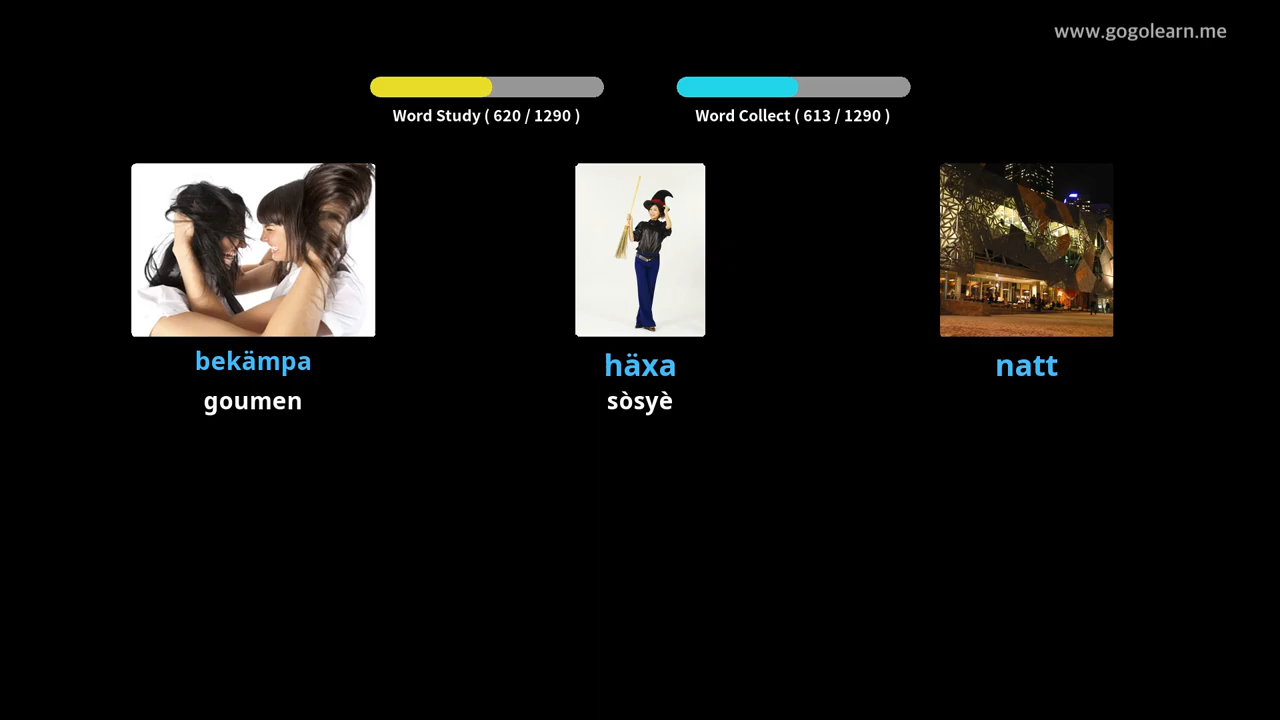 www.gogolearn.me
Word Study ( 620 / 1290 )
Word Collect ( 613 / 1290 )
bekämpa
goumen
häxa
sòsyè
natt